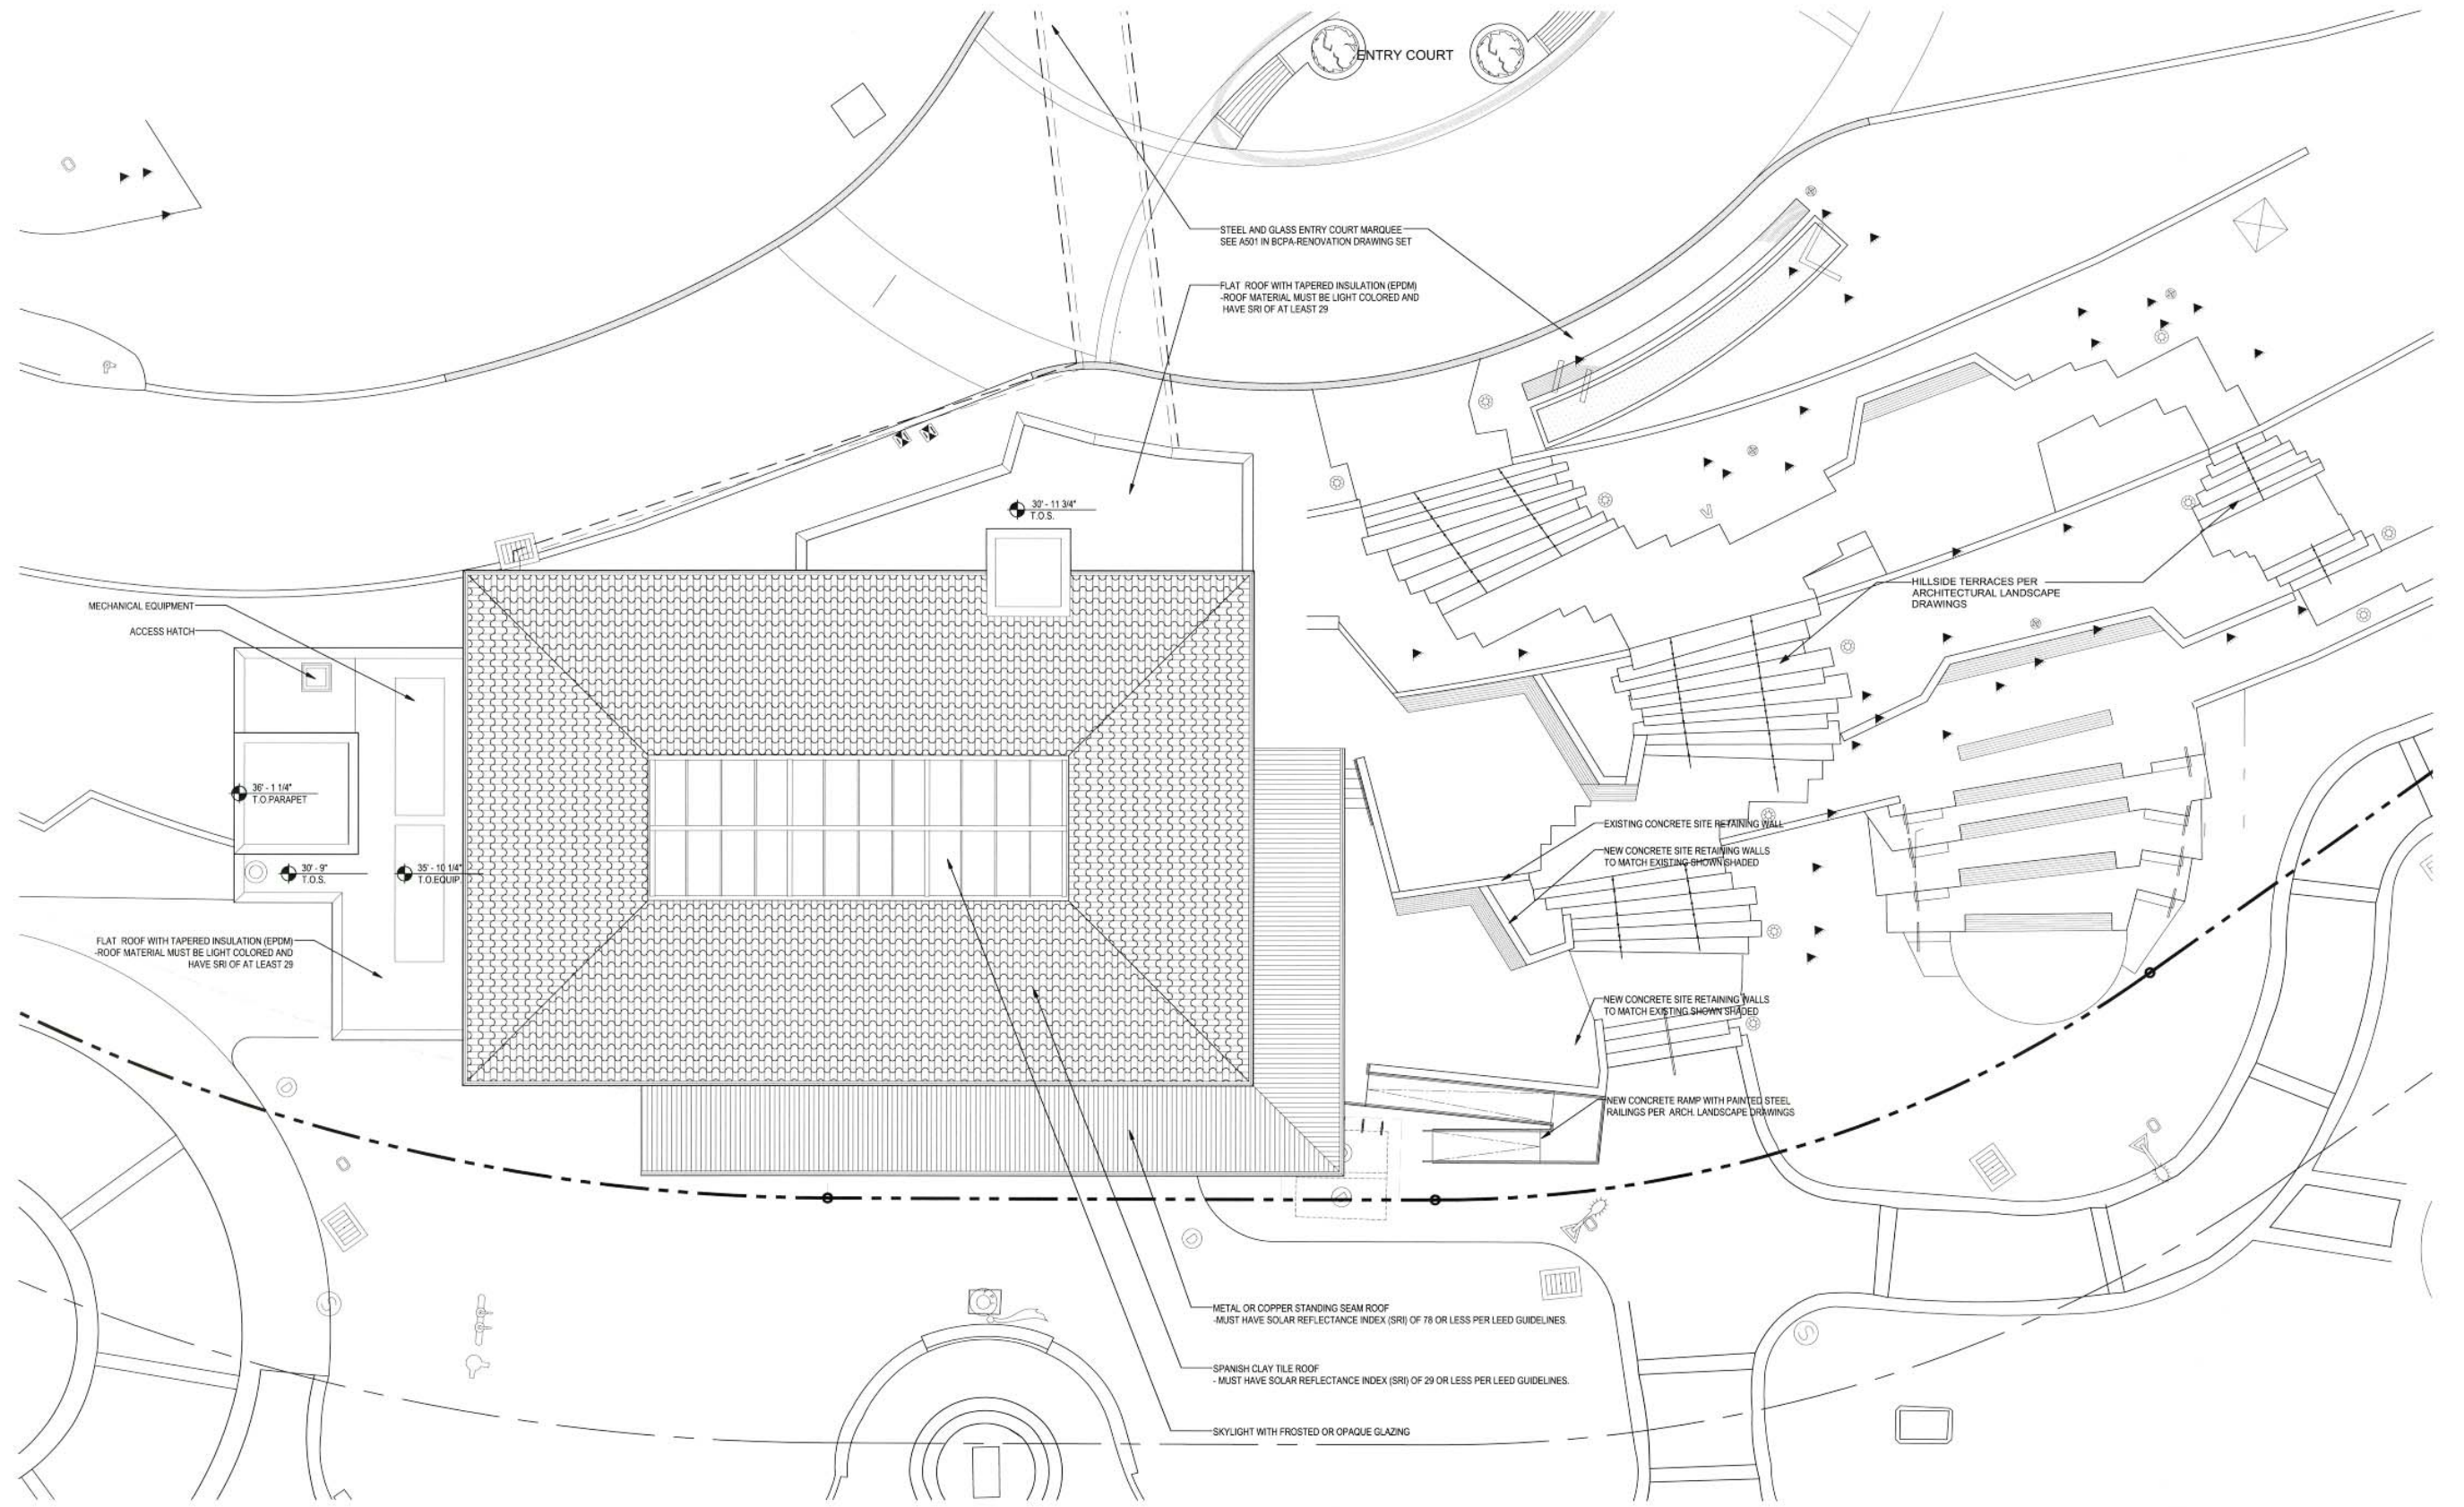 ENTRY COURT
STEEL AND GLASS ENTRY COURT MARQUEE
SEE A501 IN BCPA-RENOVATION DRAWING SET
FLAT ROOF WITH TAPERED INSULATION (EPDM)
-ROOF MATERIAL MUST BE LIGHT COLORED AND
HAVE SRI OF AT LEAST 29
30' - 11 3/4"
T.O.S.
HILLSIDE TERRACES PER
ARCHITECTURAL LANDSCAPE
DRAWINGS
MECHANICAL EQUIPMENT
ACCESS HATCH
36' - 1 1/4"
T.O.PARAPET
EXISTING CONCRETE SITE RETAINING WALL
NEW CONCRETE SITE RETAINING WALLS
TO MATCH EXISTING SHOWN SHADED
30' - 9"
T.O.S.
35' - 10 1/4"
T.O.EQUIP.
FLAT ROOF WITH TAPERED INSULATION (EPDM)
-ROOF MATERIAL MUST BE LIGHT COLORED AND
HAVE SRI OF AT LEAST 29
NEW CONCRETE SITE RETAINING WALLS
TO MATCH EXISTING SHOWN SHADED
NEW CONCRETE RAMP WITH PAINTED STEEL
RAILINGS PER ARCH. LANDSCAPE DRAWINGS
D
D
D
S
S
METAL OR COPPER STANDING SEAM ROOF
-MUST HAVE SOLAR REFLECTANCE INDEX (SRI) OF 78 OR LESS PER LEED GUIDELINES.
SPANISH CLAY TILE ROOF
- MUST HAVE SOLAR REFLECTANCE INDEX (SRI) OF 29 OR LESS PER LEED GUIDELINES.
SKYLIGHT WITH FROSTED OR OPAQUE GLAZING